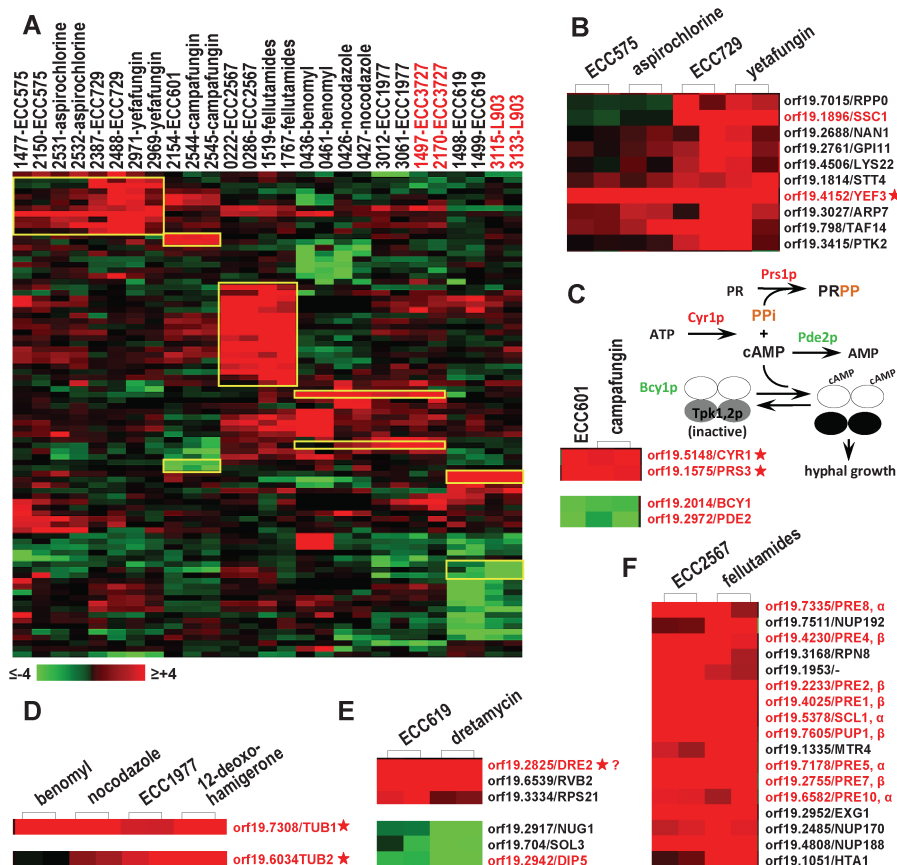 A
1477-ECC575
2150-ECC575
2531-aspirochlorine
2532-aspirochlorine
2387-ECC729
2488-ECC729
2971-yefafungin
2969-yefafungin
2154-ECC601
2544-campafungin
2545-campafungin
0222-ECC2567
0286-ECC2567
1519-fellutamides
1767-fellutamides
0436-benomyl
0461-benomyl
0426-nocodazole
0427-nocodazole
3012-ECC1977
3061-ECC1977
1497-ECC3727
2170-ECC3727
1498-ECC619
1499-ECC619
3115-L903
3133-L903
≤-4
≥+4
B
ECC575
aspirochlorine
ECC729
yetafungin
orf19.7015/RPP0
orf19.1896/SSC1
orf19.2688/NAN1
orf19.2761/GPI11
orf19.4506/LYS22
orf19.1814/STT4
orf19.4152/YEF3★
orf19.3027/ARP7
orf19.798/TAF14
orf19.3415/PTK2
C
Prs1p
PR
PRPP
PPi
Cyr1p
ATP
+
cAMP
Pde2p
AMP
Bcy1p
cAMP
cAMP
Tpk1,2p
(inactive)
hyphal growth
ECC601
campafungin
orf19.5148/CYR1 ★
orf19.1575/PRS3 ★
orf19.2014/BCY1
orf19.2972/PDE2
D
benomyl
nocodazole
ECC1977
12-deoxo-
hamigerone
orf19.7308/TUB1★
orf19.6034TUB2 ★
E
ECC619
dretamycin
orf19.2825/DRE2 ★ ?
orf19.6539/RVB2
orf19.3334/RPS21
orf19.2917/NUG1
orf19.704/SOL3
orf19.2942/DIP5
F
ECC2567
fellutamides
orf19.7335/PRE8, α
orf19.7511/NUP192
orf19.4230/PRE4, β
orf19.3168/RPN8
orf19.1953/-
orf19.2233/PRE2, β
orf19.4025/PRE1, β
orf19.5378/SCL1, α
orf19.7605/PUP1, β
orf19.1335/MTR4
orf19.7178/PRE5, α
orf19.2755/PRE7, β
orf19.6582/PRE10, α
orf19.2952/EXG1
orf19.2485/NUP170
orf19.4808/NUP188
orf19.1051/HTA1